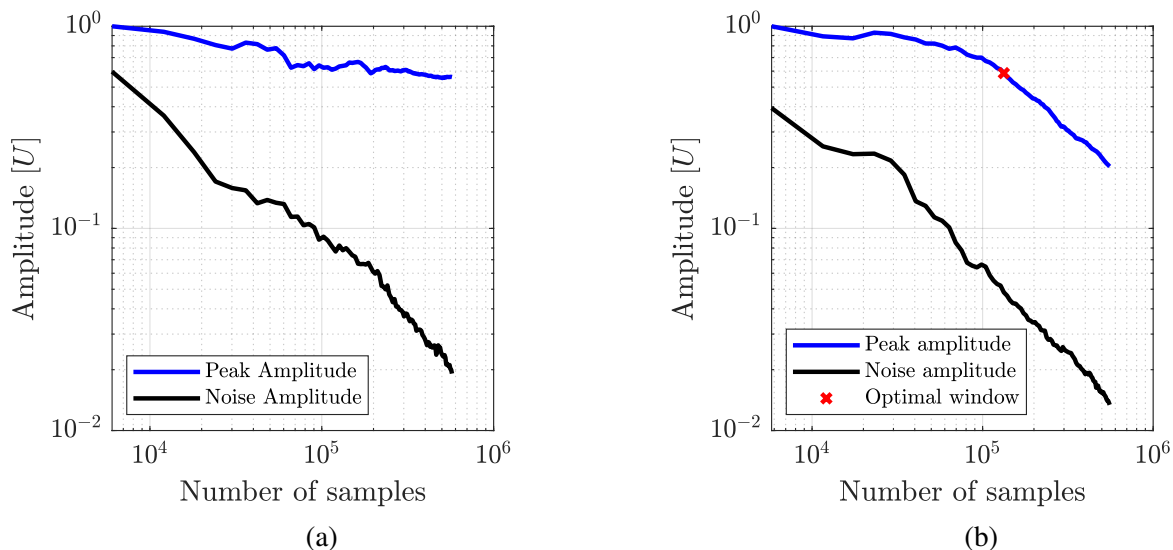 10^0
10^-1
10^-2
Amplitude [U]
Peak Amplitude
Noise Amplitude
10^4
10^5
10^6
Number of samples
(a)
10^0
10^-1
10^-2
Amplitude [U]
Peak amplitude
Noise amplitude
Optimal window
10^4
10^5
10^6
Number of samples
(b)